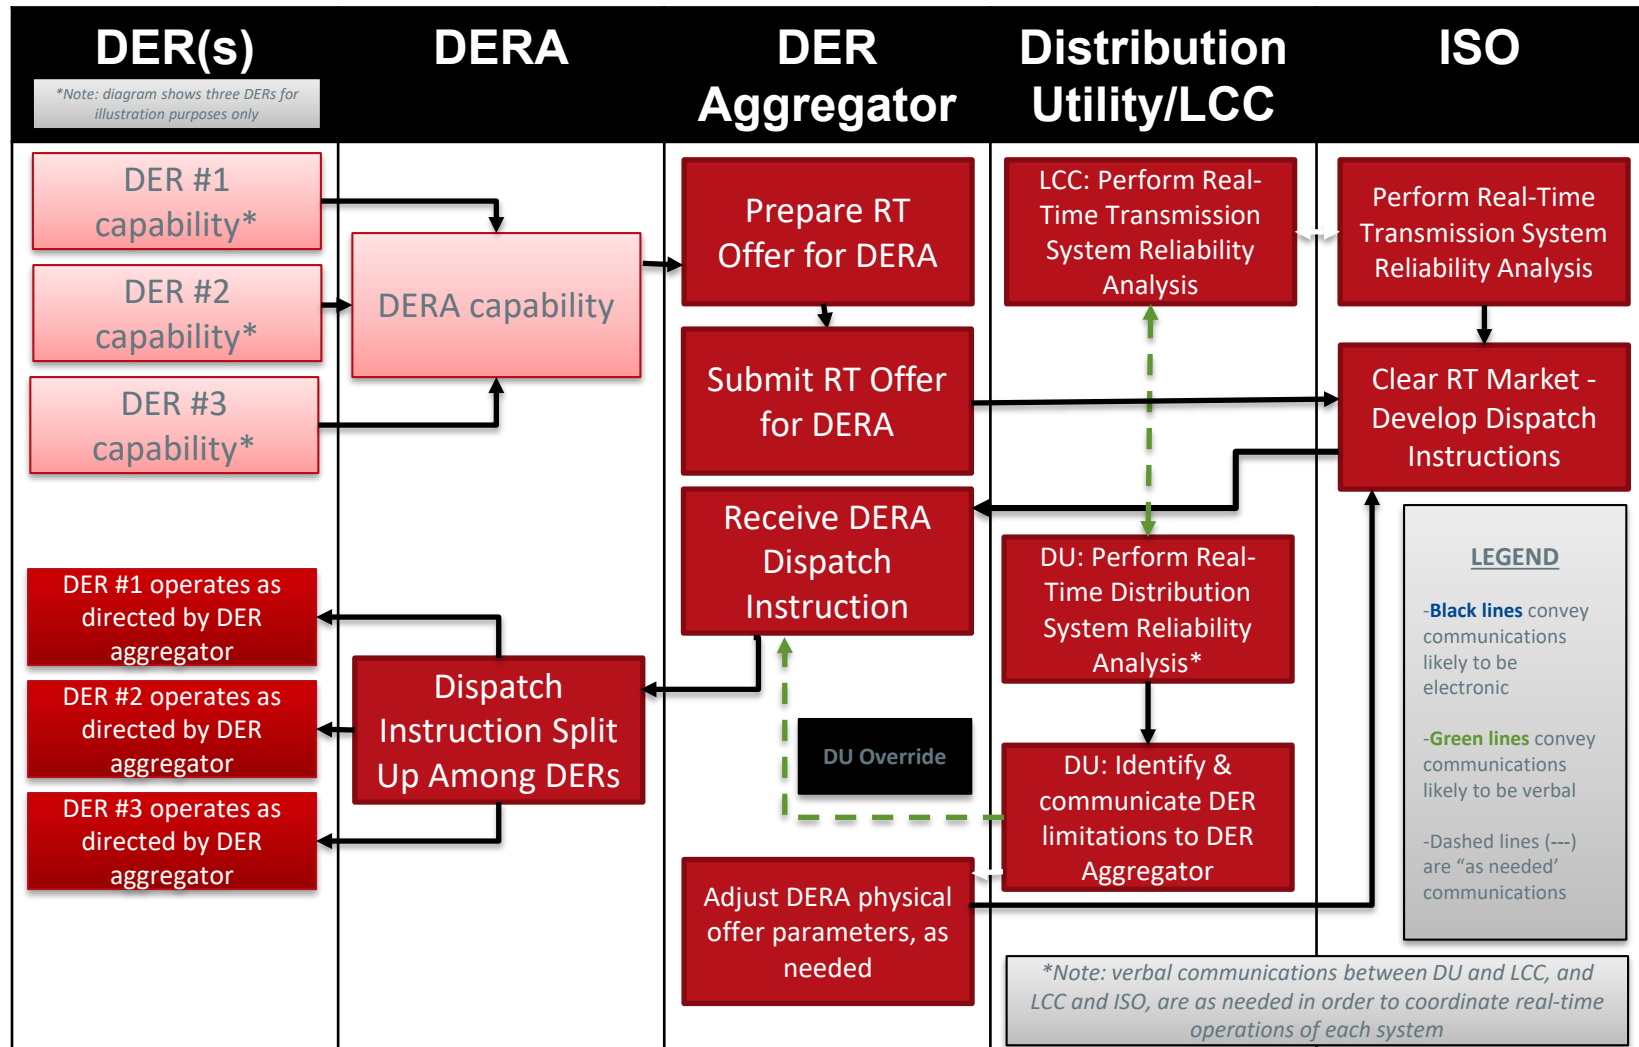 DER(s)
*Note: diagram shows three DERs for
illustration purposes only
DERA
DER
Aggregator
Distribution
Utility/LCC
ISO
DER #1
capability*
DER #2
capability*
DER #3
capability*
DERA capability
Prepare RT
Offer for DERA
Submit RT Offer
for DERA
Receive DERA
Dispatch
Instruction
LCC: Perform Real-
Time Transmission
System Reliability
Analysis
Perform Real-Time
Transmission System
Reliability Analysis
Clear RT Market -
Develop Dispatch
Instructions
DU: Perform Real-
Time Distribution
System Reliability
Analysis*
DER #1 operates as
directed by DER
aggregator
DER #2 operates as
directed by DER
aggregator
DER #3 operates as
directed by DER
aggregator
Dispatch
Instruction Split
Up Among DERs
DU Override
DU: Identify &
communicate DER
limitations to DER
Aggregator
Adjust DERA physical
offer parameters, as
needed
LEGEND
-Black lines convey
communications
likely to be
electronic
-Green lines convey
communications
likely to be verbal
-Dashed lines (---)
are “as needed’
communications
*Note: verbal communications between DU and LCC, and
LCC and ISO, are as needed in order to coordinate real-time
operations of each system